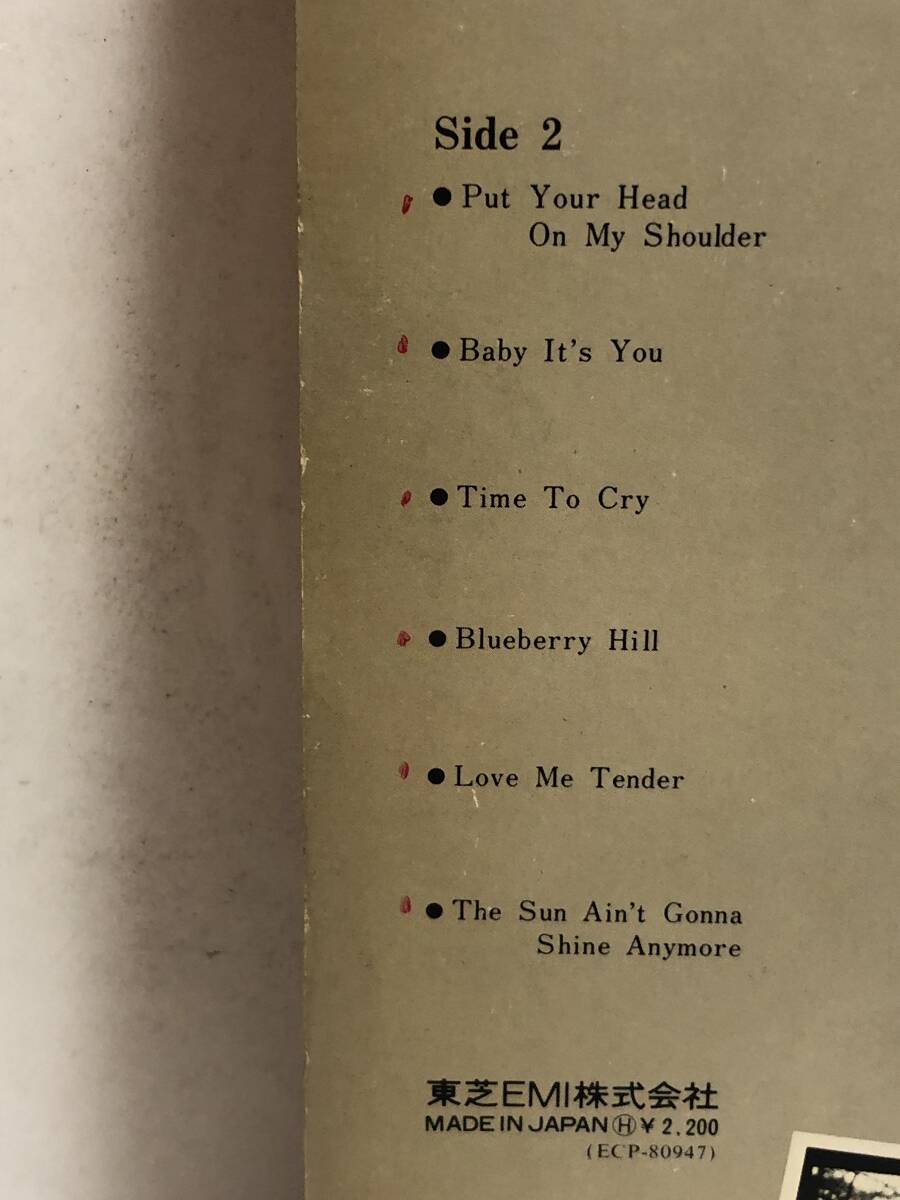 Side 2
● Put Your Head
On My Shoulder
● Baby It's You
● Time To Cry
● Blueberry Hill
● Love Me Tender
● The Sun Ain't Gonna
Shine Anymore
東芝EMI株式会社
MADE IN JAPAN Ⓗ ¥ 2,200
(ECP-80947)